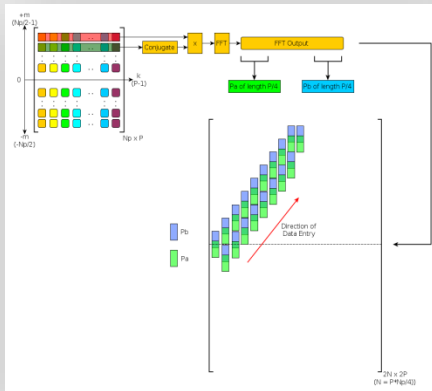 +m
(Np/2-1)
Conjugate
x
FFT
FFT Output
0
k
(P-1)
Pa of length P/4
Pb of length P/4
-m
(-Np/2)
Np x P
Pb
Pa
Direction of
Data Entry
2N x 2P
(N = P*Np/4))